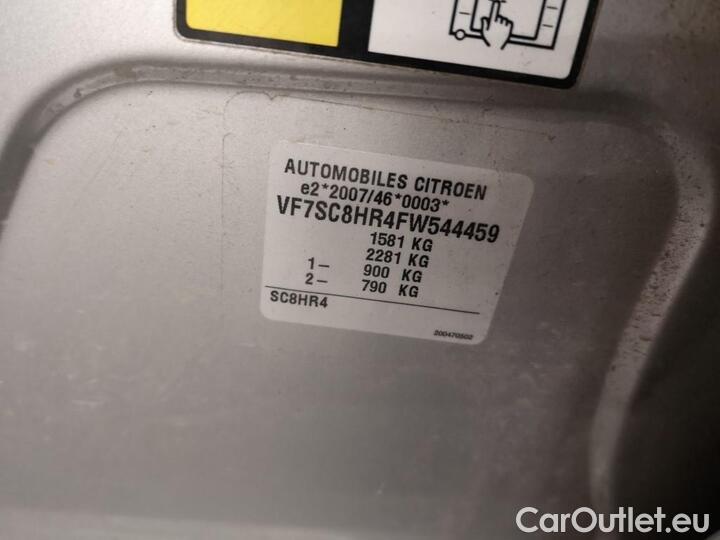 AUTOMOBILES CITROEN
e2*2007/46*0003*
VF7SC8HR4FW544459
1581 KG
2281 KG
1- 900 KG
2- 790 KG
SC8HR4
200470502
CarOutlet.eu